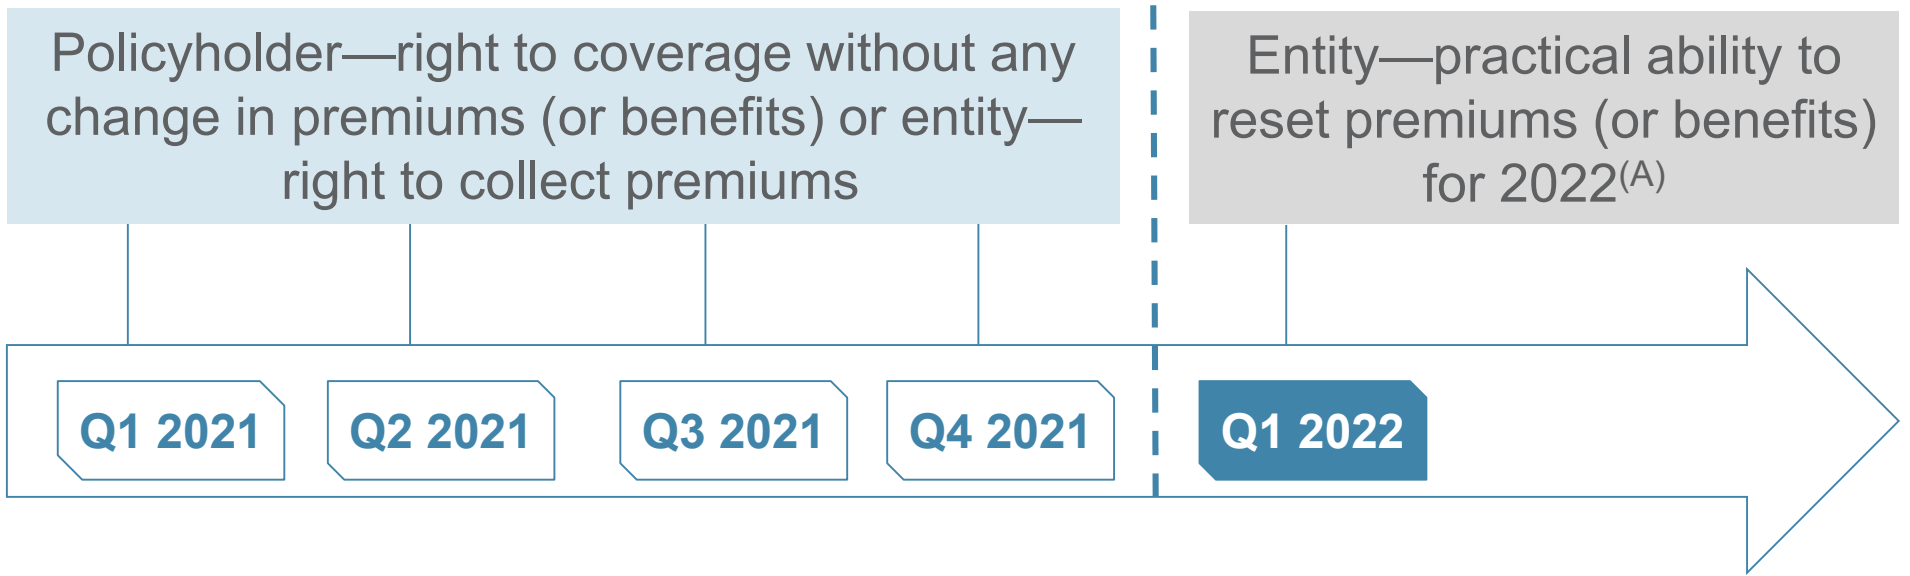 Policyholder—right to coverage without any
change in premiums (or benefits) or entity—
right to collect premiums
Entity—practical ability to
reset premiums (or benefits)
for 2022(A)
Q1 2021
Q2 2021
Q3 2021
Q4 2021
Q1 2022